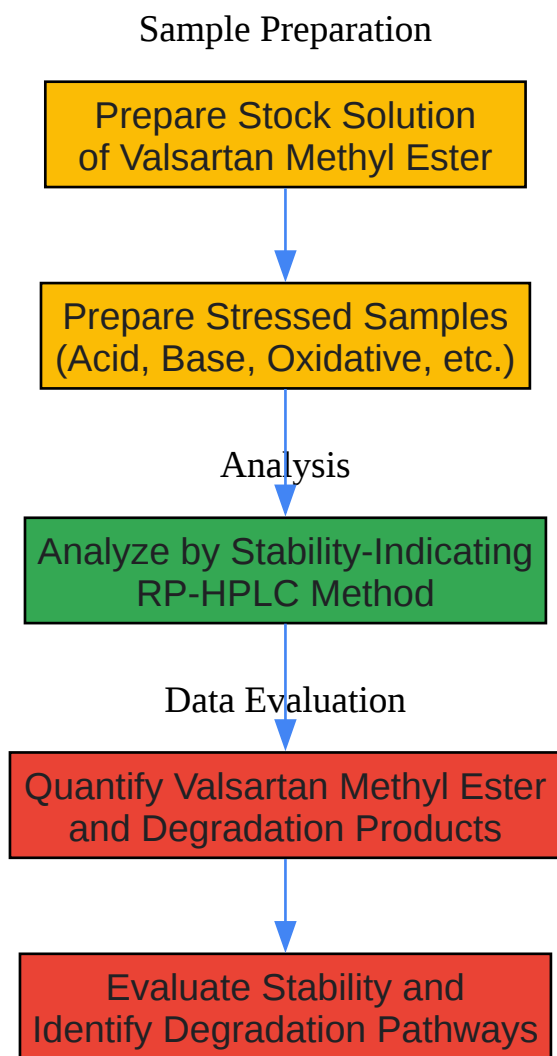 Sample Preparation
Prepare Stock Solution
of Valsartan Methyl Ester
Prepare Stressed Samples
(Acid, Base, Oxidative, etc.)
Analysis
Analyze by Stability-Indicating
RP-HPLC Method
Data Evaluation
Quantify Valsartan Methyl Ester
and Degradation Products
Evaluate Stability and
Identify Degradation Pathways